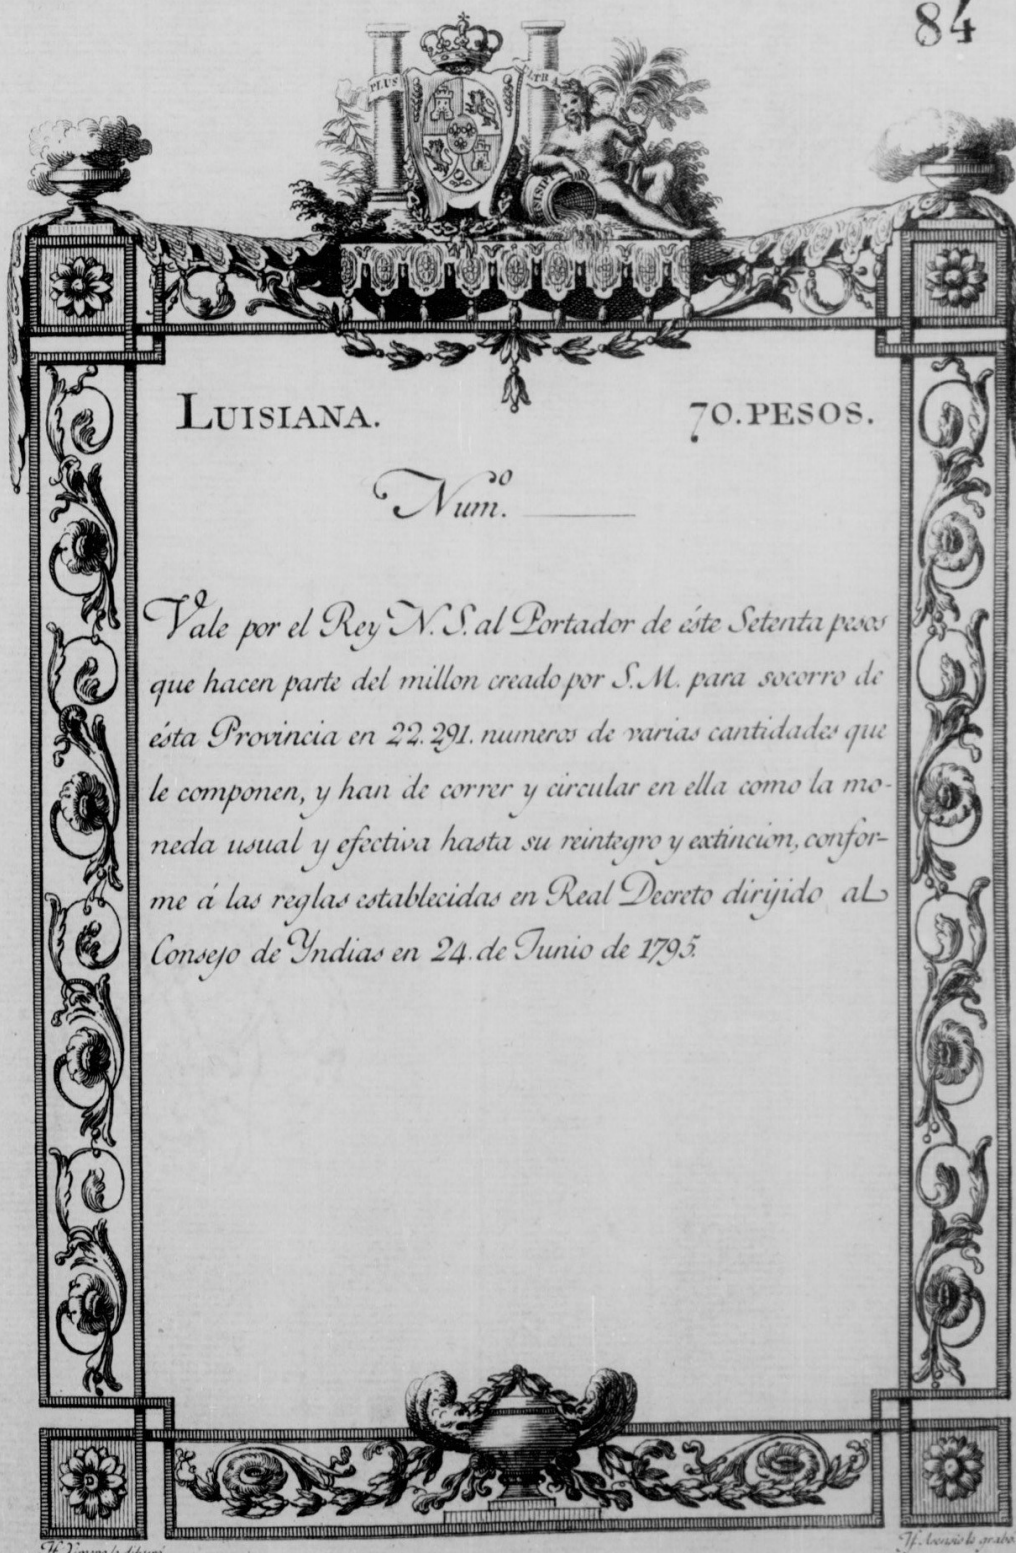 84
PLUS
LUISIANA. 70.PESOS.
Num.º
Vale por el Rey N. S. al Portador de éste Setenta pesos
que hacen parte del millon creado por S.M. para socorro de
ésta Provincia en 22.291. numeros de varias cantidades que
le componen, y han de correr y circular en ella como la mo-
neda usual y efectiva hasta su reintegro y extincion, confor-
me á las reglas establecidas en Real Decreto dirijido al
Consejo de Yndias en 24. de Junio de 1795.